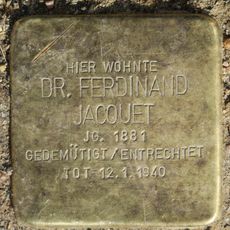 HIER WOHNTE
DR. FERDINAND
JACQUET
JG. 1881
GEDEMÜTIGT/ENTRECHTET
TOT 12.1.1940